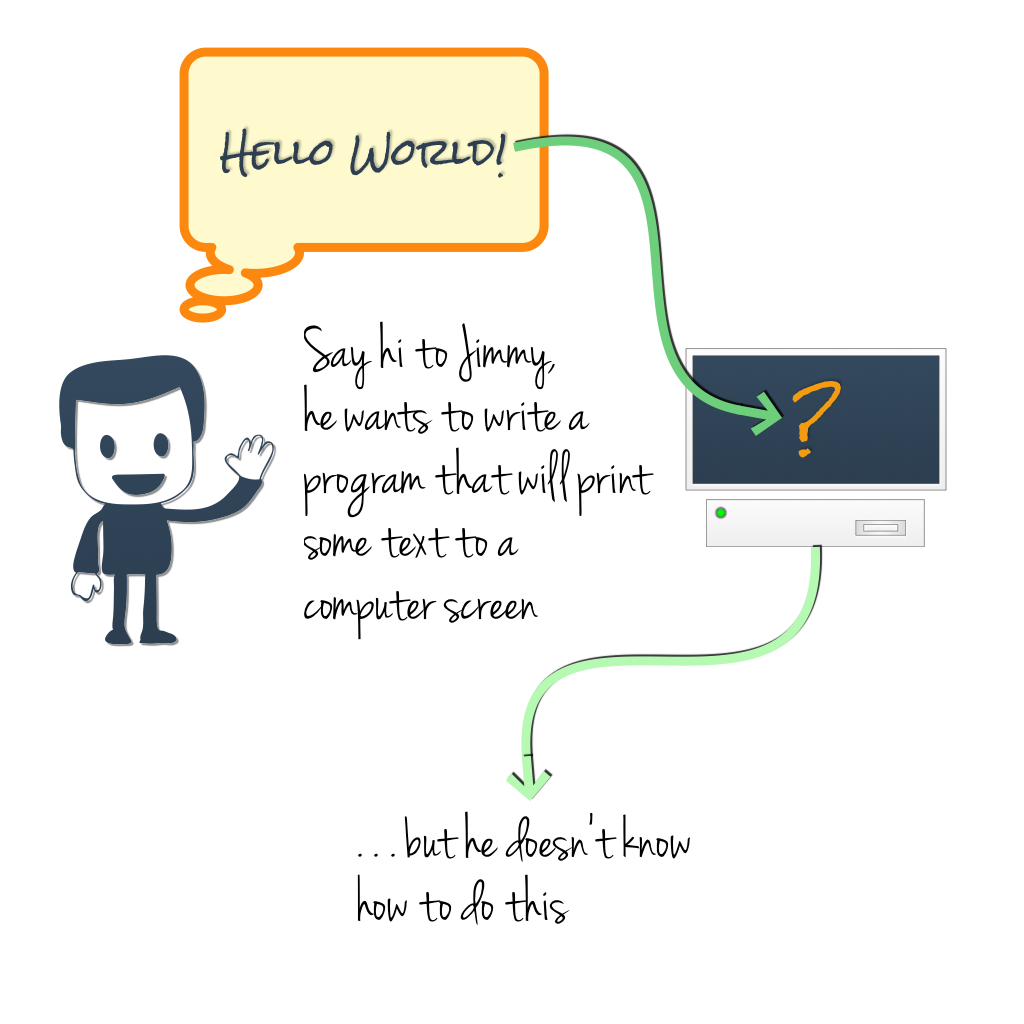 Hello World!
Say hi to Jimmy,
he wants to write a
program that will print
some text to a
computer screen
?
...but he doesn't know
how to do this